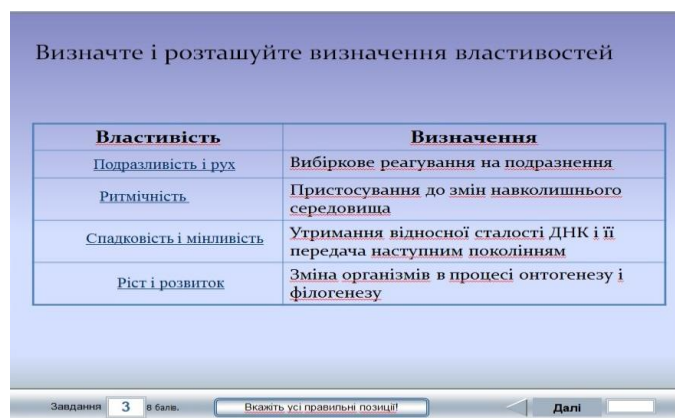 Визначте і розташуйте визначення властивостей
Властивість
Визначення
Подразливість і рух
Вибіркове реагування на подразнення
Ритмічність
Пристосування до змін навколишнього
середовища
Спадковість і мінливість
Утримання відносної сталості ДНК і її
передача наступним поколінням
Ріст і розвиток
Зміна організмів в процесі онтогенезу і
філогенезу
Завдання 3 8 балів.
Вкажіть усі правильні позиції!
Далі